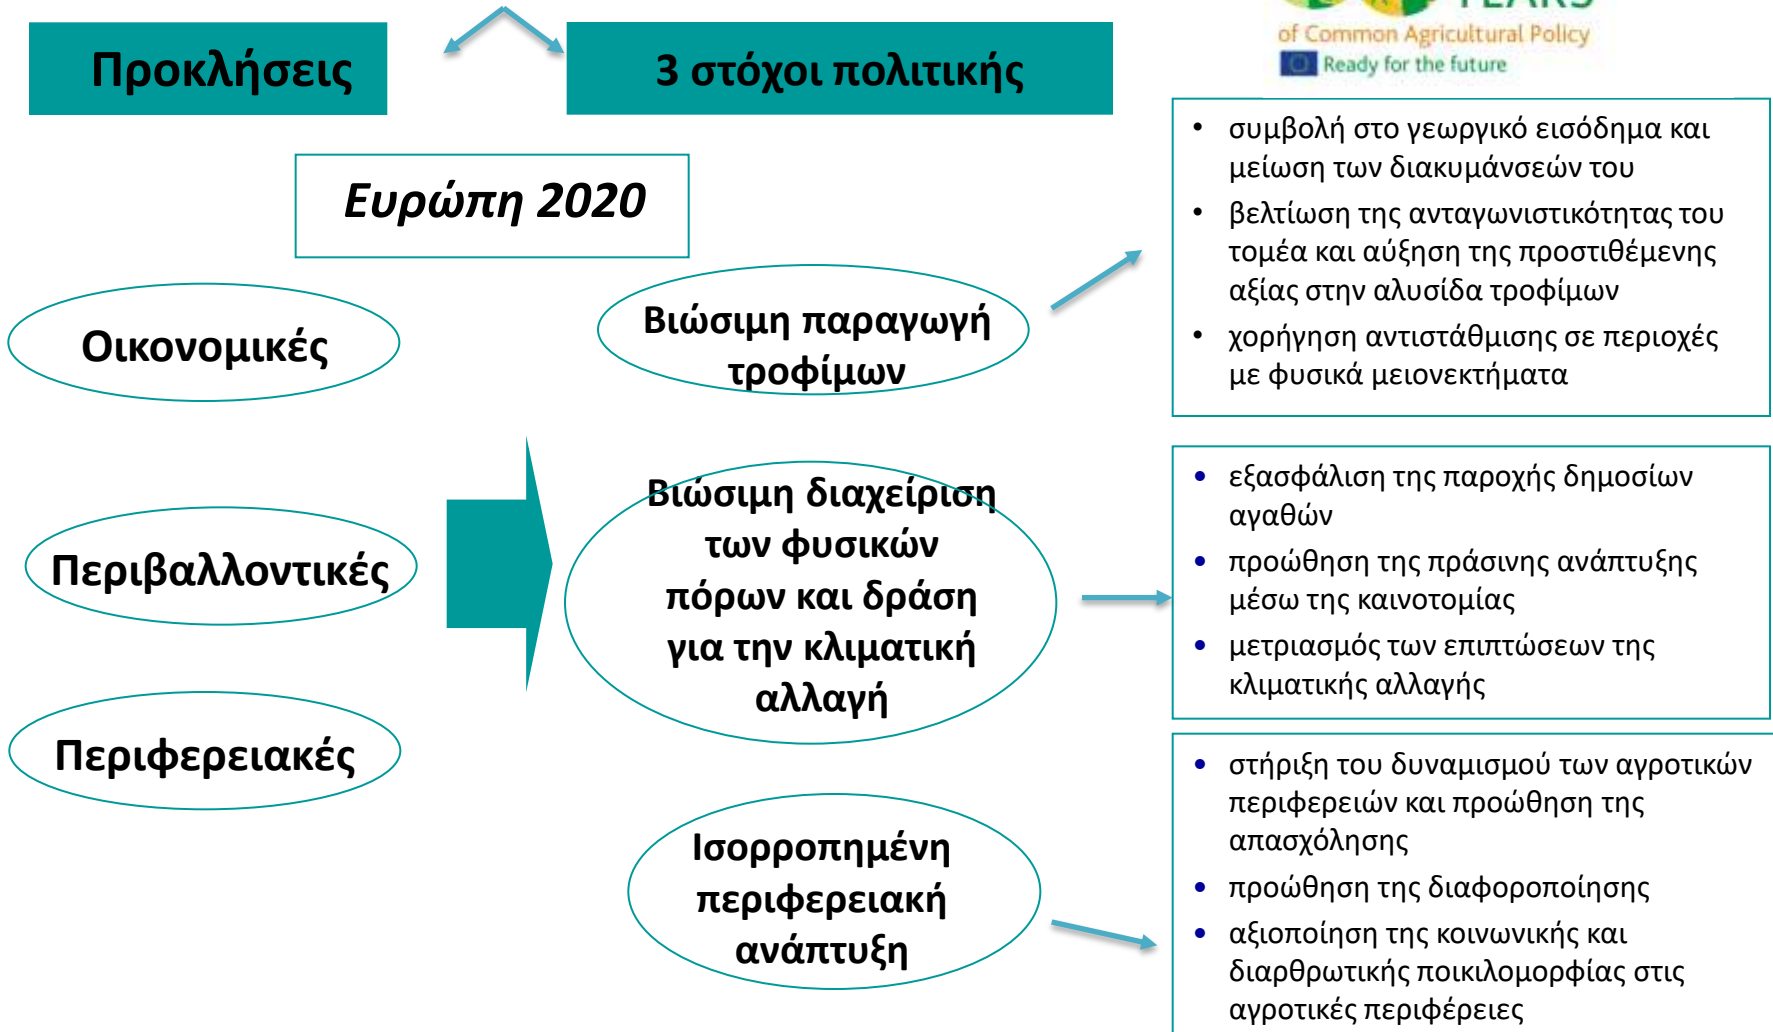 YEARS
of Common Agricultural Policy
Ready for the future
Προκλήσεις
3 στόχοι πολιτικής
Ευρώπη 2020
Οικονομικές
Περιβαλλοντικές
Περιφερειακές
Βιώσιμη παραγωγή
τροφίμων
Βιώσιμη διαχείριση
των φυσικών
πόρων και δράση
για την κλιματική
αλλαγή
Ισορροπημένη
περιφερειακή
ανάπτυξη
• συμβολή στο γεωργικό εισόδημα και
μείωση των διακυμάνσεών του
• βελτίωση της ανταγωνιστικότητας του
τομέα και αύξηση της προστιθέμενης
αξίας στην αλυσίδα τροφίμων
• χορήγηση αντιστάθμισης σε περιοχές
με φυσικά μειονεκτήματα
• εξασφάλιση της παροχής δημοσίων
αγαθών
• προώθηση της πράσινης ανάπτυξης
μέσω της καινοτομίας
• μετριασμός των επιπτώσεων της
κλιματικής αλλαγής
• στήριξη του δυναμισμού των αγροτικών
περιφερειών και προώθηση της
απασχόλησης
• προώθηση της διαφοροποίησης
• αξιοποίηση της κοινωνικής και
διαρθρωτικής ποικιλομορφίας στις
αγροτικές περιφέρειες